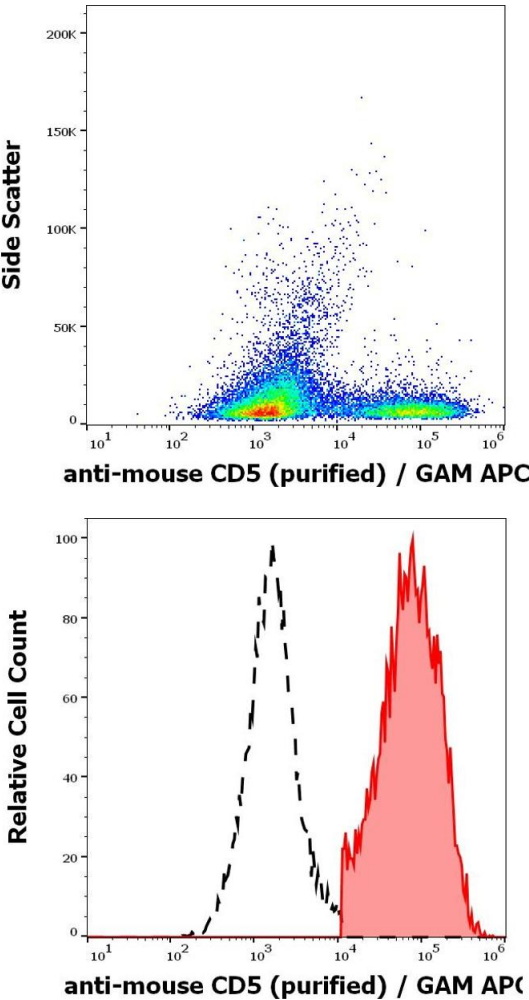 Side Scatter
200K
150K
100K
50K
0
10¹ 10² 10³ 10⁴ 10⁵ 10⁶
anti-mouse CD5 (purified) / GAM APC
Relative Cell Count
100
80
60
40
20
0
10¹ 10² 10³ 10⁴ 10⁵ 10⁶
anti-mouse CD5 (purified) / GAM AP(